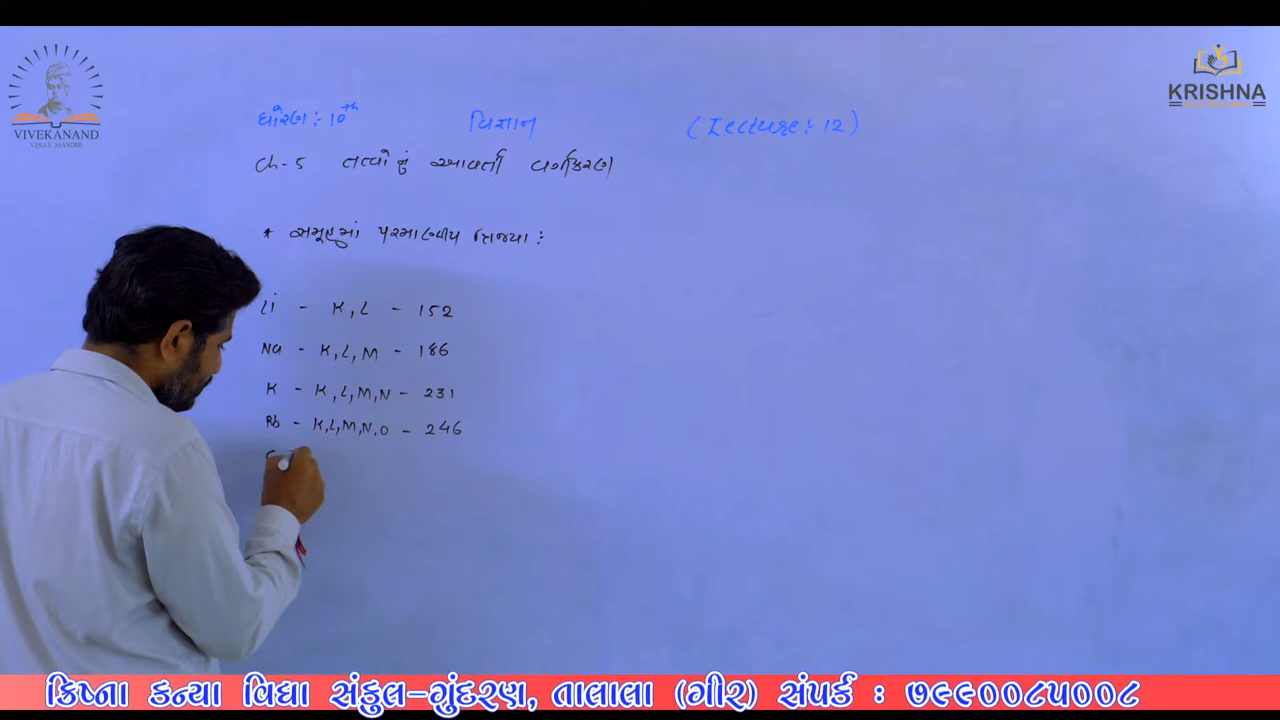 VIVEKANAND
VINAY MANDIR
KRISHNA
ધોરણ : 10th વિજ્ઞાન (લેક્ચર : 12)
Ch-5 તત્વોનું આવર્તી વર્ગીકરણ
* સમૂહમાં પરમાણ્વીય ત્રિજ્યા :
Li - K, L - 152
Na - K, L, M - 186
K - K, L, M, N - 231
Rb - K, L, M, N, O - 246
ક્રિષ્ના કન્યા વિદ્યા સંકુલ-ગુંદરણ, તાલાલા (ગીર) સંપર્ક : ૭૯૯૦૦૮૫૦૦૮